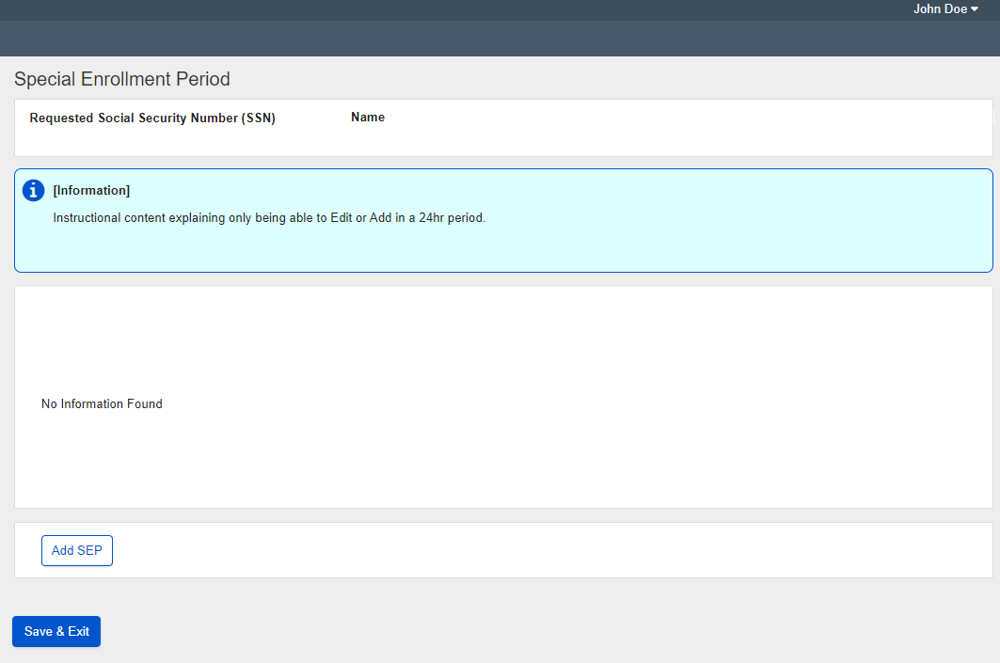 John Doe
Special Enrollment Period
Requested Social Security Number (SSN)
Name
[Information]
Instructional content explaining only being able to Edit or Add in a 24hr period.
No Information Found
Add SEP
Save & Exit